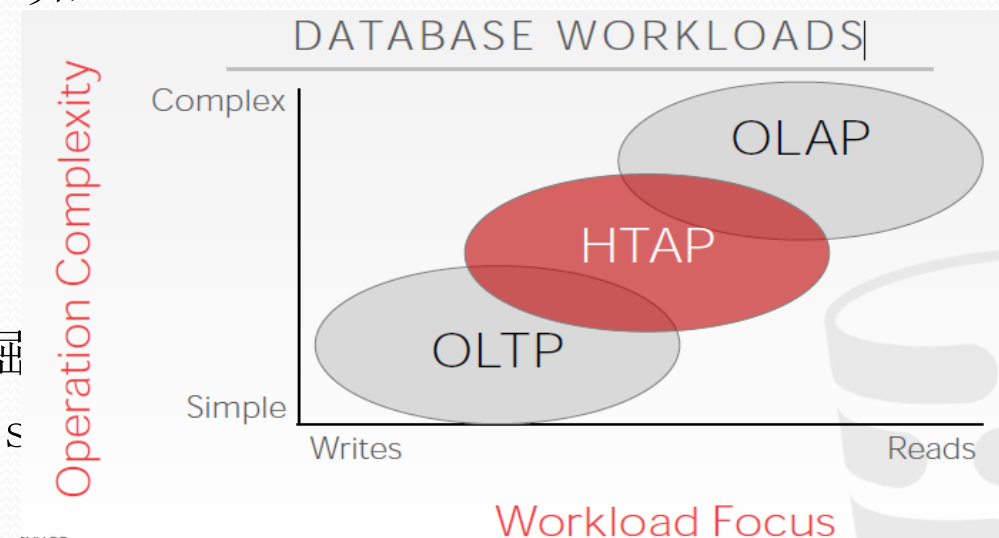 DATABASE WORKLOADS
Operation Complexity
Complex
OLAP
HTAP
OLTP
Simple
S
Writes
Reads
Workload Focus